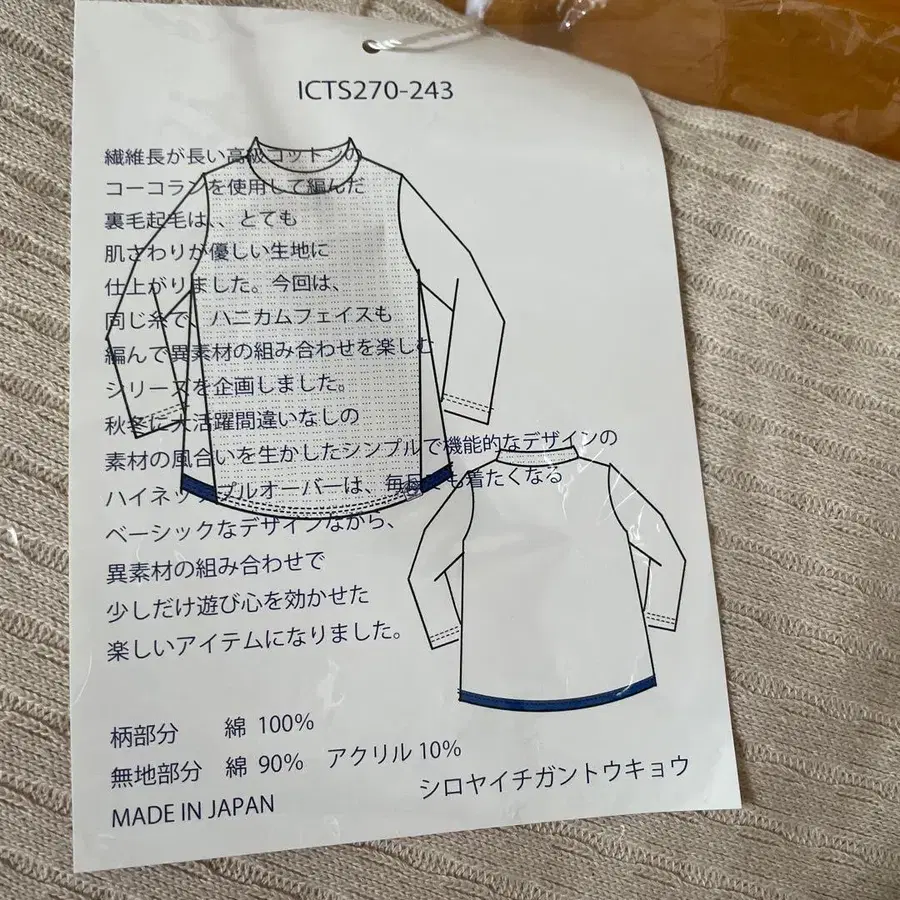 ICTS270-243
繊維長が長い高級コットンの
コーコランを使用して編んだ
裏毛起毛は、、とても
肌さわりが優しい生地に
仕上がりました。今回は、
同じ糸で、ハニカムフェイスも
編んで異素材の組み合わせを楽しむ
シリーズを企画しました。
秋冬に大活躍間違いなしの
素材の風合いを生かしたシンプルで機能的なデザインの
ハイネックプルオーバーは、毎日でも着たくなる
ベーシックなデザインながら、
異素材の組み合わせで
少しだけ遊び心を効かせた
楽しいアイテムになりました。
柄部分 綿 100%
無地部分 綿 90% アクリル 10%
MADE IN JAPAN
シロヤイチガントウキョウ